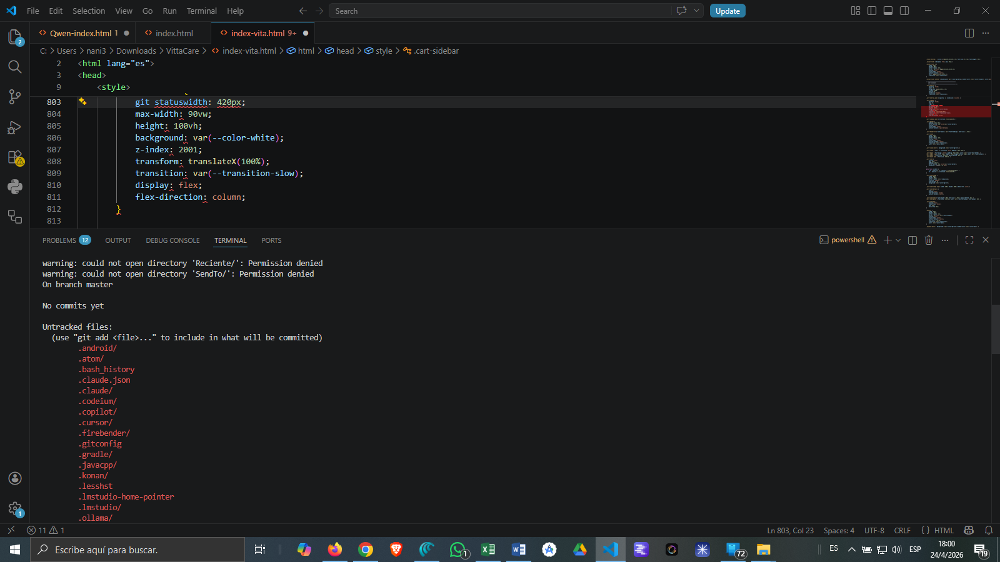 File Edit Selection View Go Run Terminal Help
Search
Update
Qwen-index.html 1
index.html
index-vita.html 9+
C: > Users > nani3 > Downloads > VittaCare > index-vita.html > html > head > style > .cart-sidebar
2 <html lang="es">
3 <head>
9 <style>
803 git statuswidth: 420px;
804 max-width: 90vw;
805 height: 100vh;
806 background: var(--color-white);
807 z-index: 2001;
808 transform: translateX(100%);
809 transition: var(--transition-slow);
810 display: flex;
811 flex-direction: column;
812 }
813
PROBLEMS 12 OUTPUT DEBUG CONSOLE TERMINAL PORTS
powershell
warning: could not open directory 'Reciente/': Permission denied
warning: could not open directory 'SendTo/': Permission denied
On branch master
No commits yet
Untracked files:
(use "git add <file>..." to include in what will be committed)
.android/
.atom/
.bash_history
.claude.json
.claude/
.codeium/
.copilot/
.cursor/
.firebender/
.gitconfig
.gradle/
.javacpp/
.konan/
.lesshst
.lmstudio-home-pointer
.lmstudio/
.ollama/
2
1
11 1
Ln 803, Col 23 Spaces: 4 UTF-8 CRLF { } HTML
Escribe aquí para buscar.
1
72
ES
ESP
18:00
24/4/2026
19